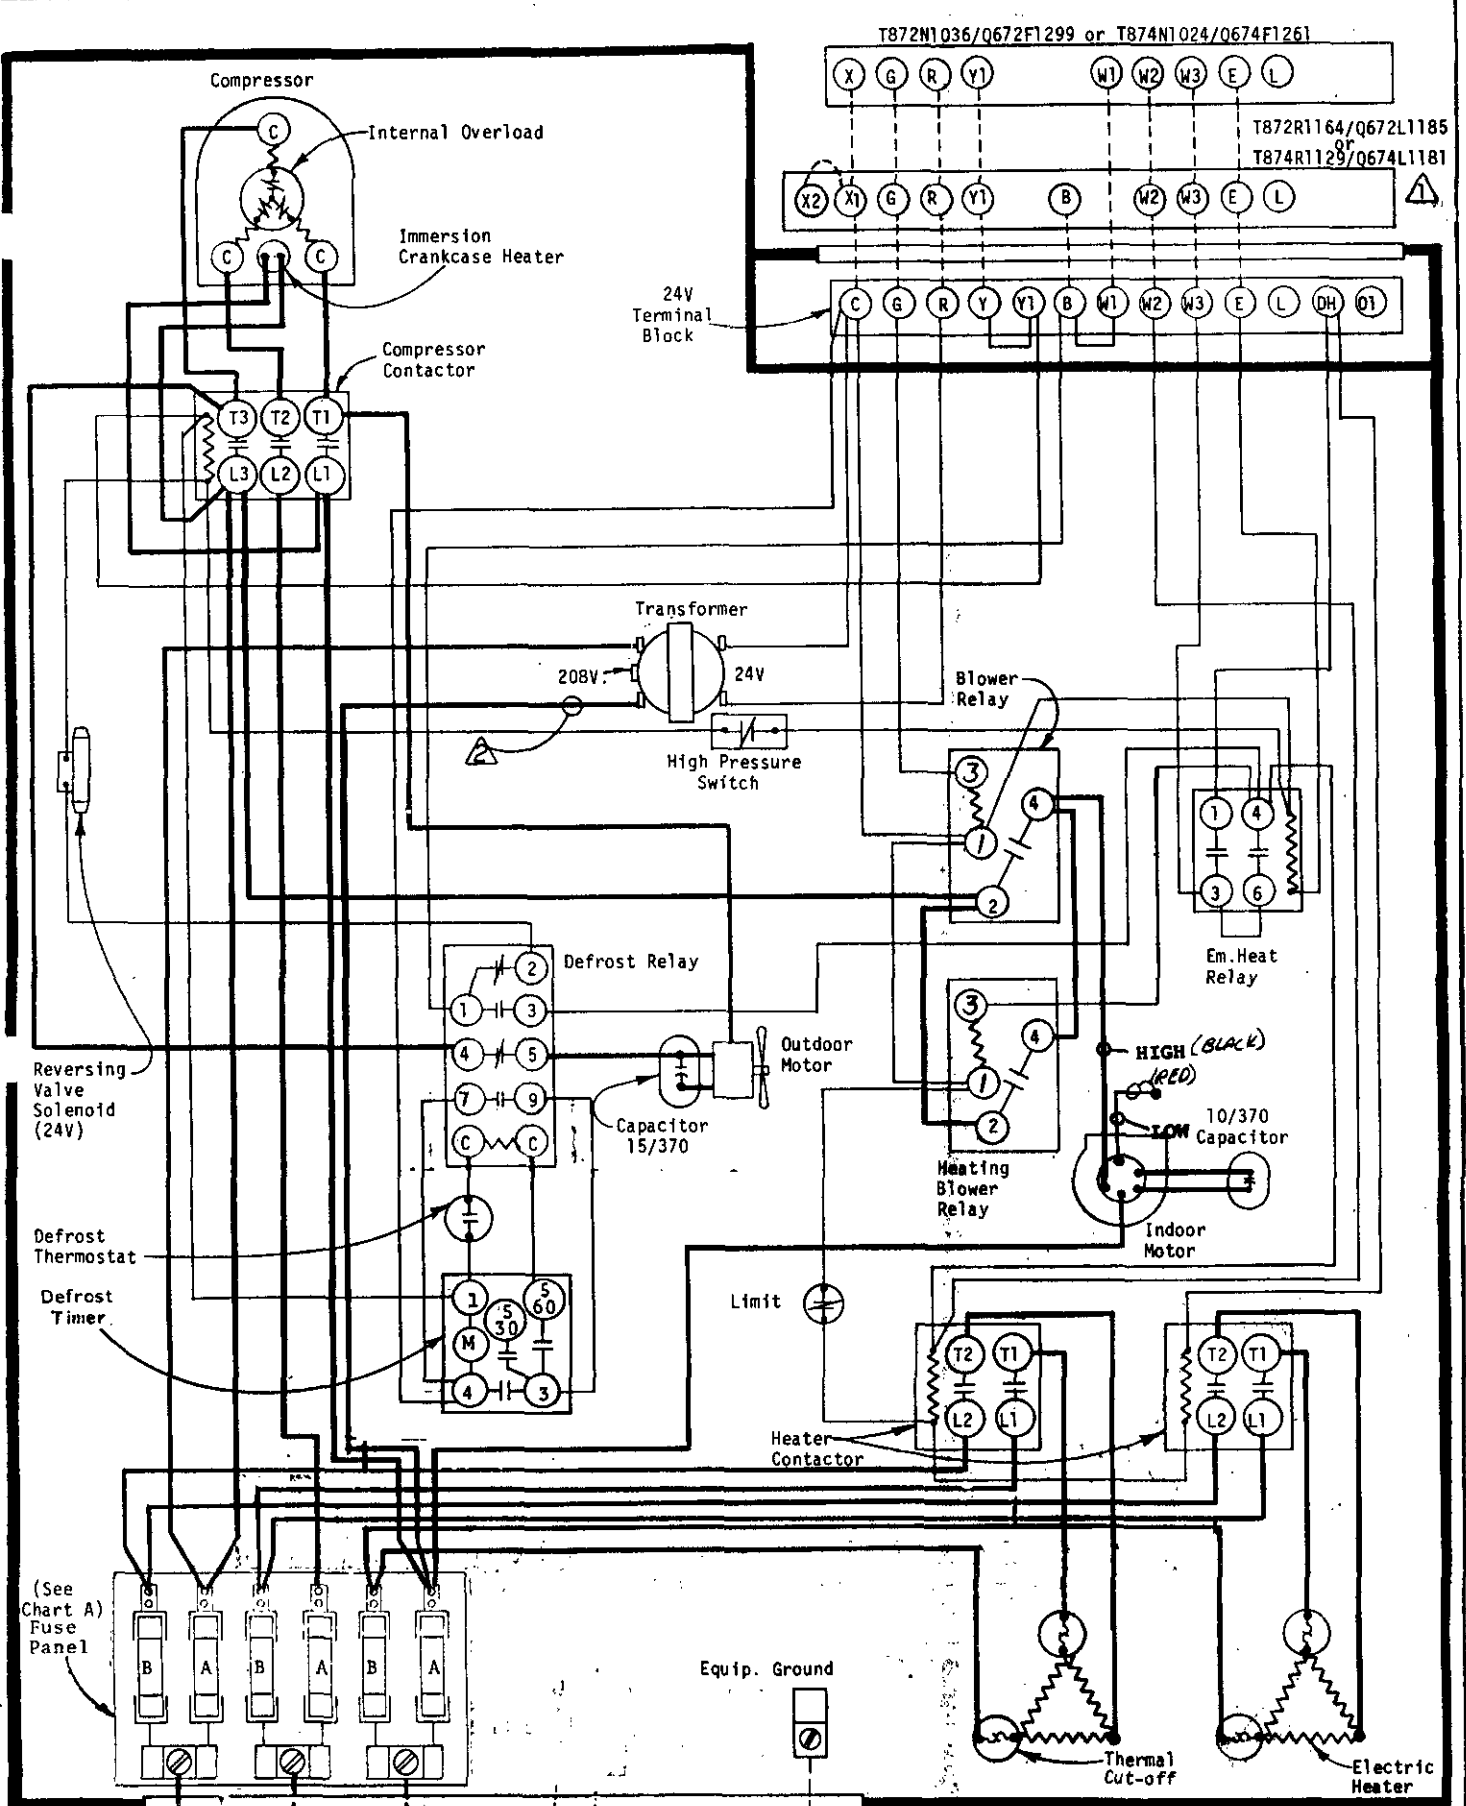 T872N1036/Q672F1299 or T874N1024/Q674F1261
X G R Y1 W1 W2 W3 E L
T872R1164/Q672L1185
or
T874R1129/Q674L1181
X2 X1 G R Y1 B W2 W3 E L
1
Compressor
C
Internal Overload
C C
Immersion
Crankcase Heater
24V
Terminal
Block
C G R Y Y1 B W1 W2 W3 E L DH O1
Compressor
Contactor
T3 T2 T1
L3 L2 L1
Transformer
208V.
24V
2
High Pressure
Switch
Blower
Relay
3
4
1
2
1 4
3 6
Em.Heat
Relay
Defrost Relay
2
1 3
4 5
7 9
C C
Outdoor
Motor
Capacitor
15/370
3
4
1
2
Heating
Blower
Relay
HIGH (BLACK)
(RED)
LOW
10/370
Capacitor
Indoor
Motor
Reversing
Valve
Solenoid
(24V)
Defrost
Thermostat
Defrost
Timer
1
S
30
S
60
M
4 3
Limit
T2 T1
L2 L1
T2 T1
L2 L1
Heater
Contactor
(See
Chart A)
Fuse
Panel
B A B A B A
Equip. Ground
Thermal
Cut-off
Electric
Heater